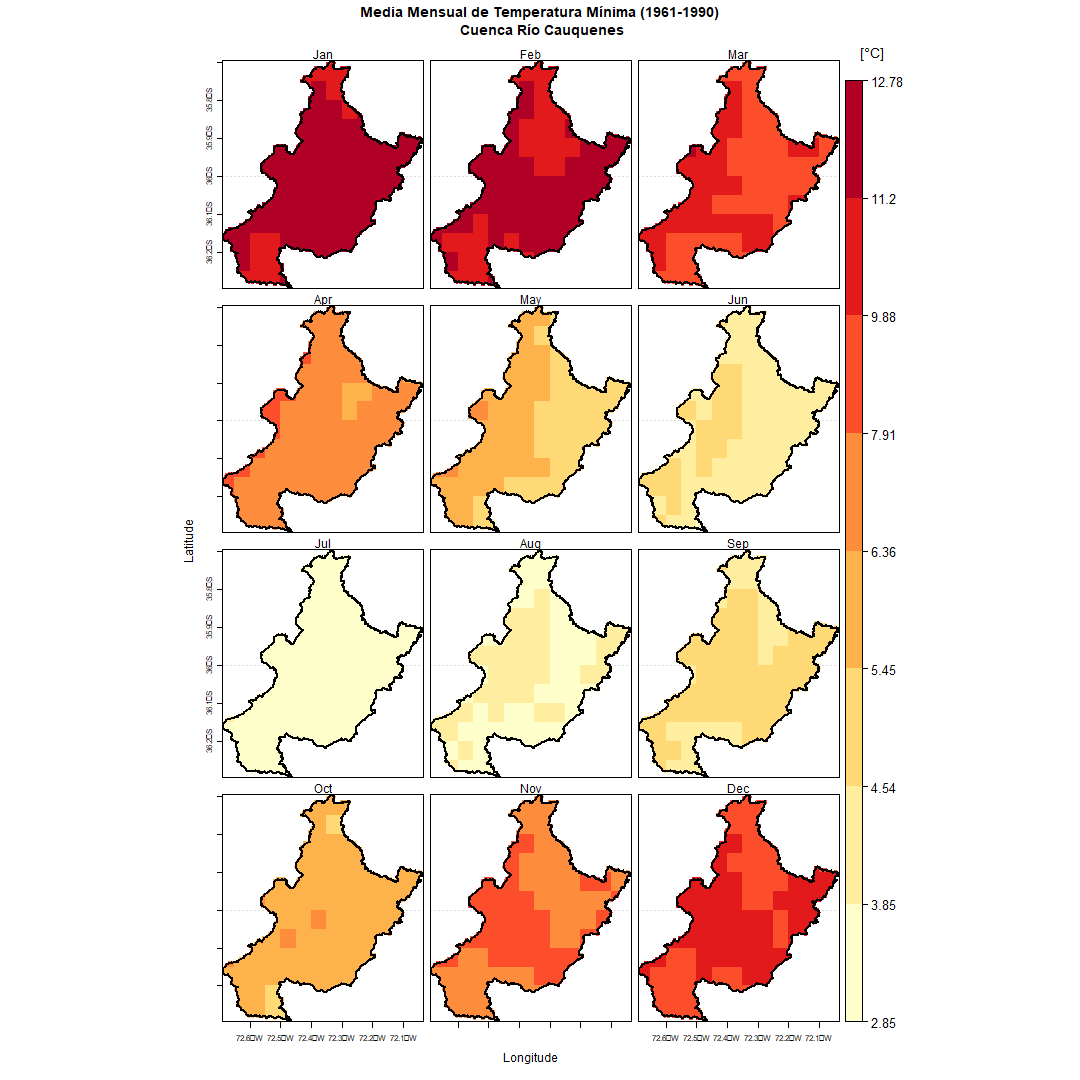 Media Mensual de Temperatura Mínima (1961-1990)
Cuenca Río Cauquenes
Jan Feb Mar [°C]
12.78
11.2
9.88
7.91
6.36
5.45
4.54
3.85
2.85
35.8□S
35.9□S
36□S
36.1□S
36.2□S
Apr May Jun
Latitude
Jul Aug Sep
35.8□S
35.9□S
36□S
36.1□S
36.2□S
Oct Nov Dec
72.6□W 72.5□W 72.4□W 72.3□W 72.2□W 72.1□W
72.6□W 72.5□W 72.4□W 72.3□W 72.2□W 72.1□W
Longitude